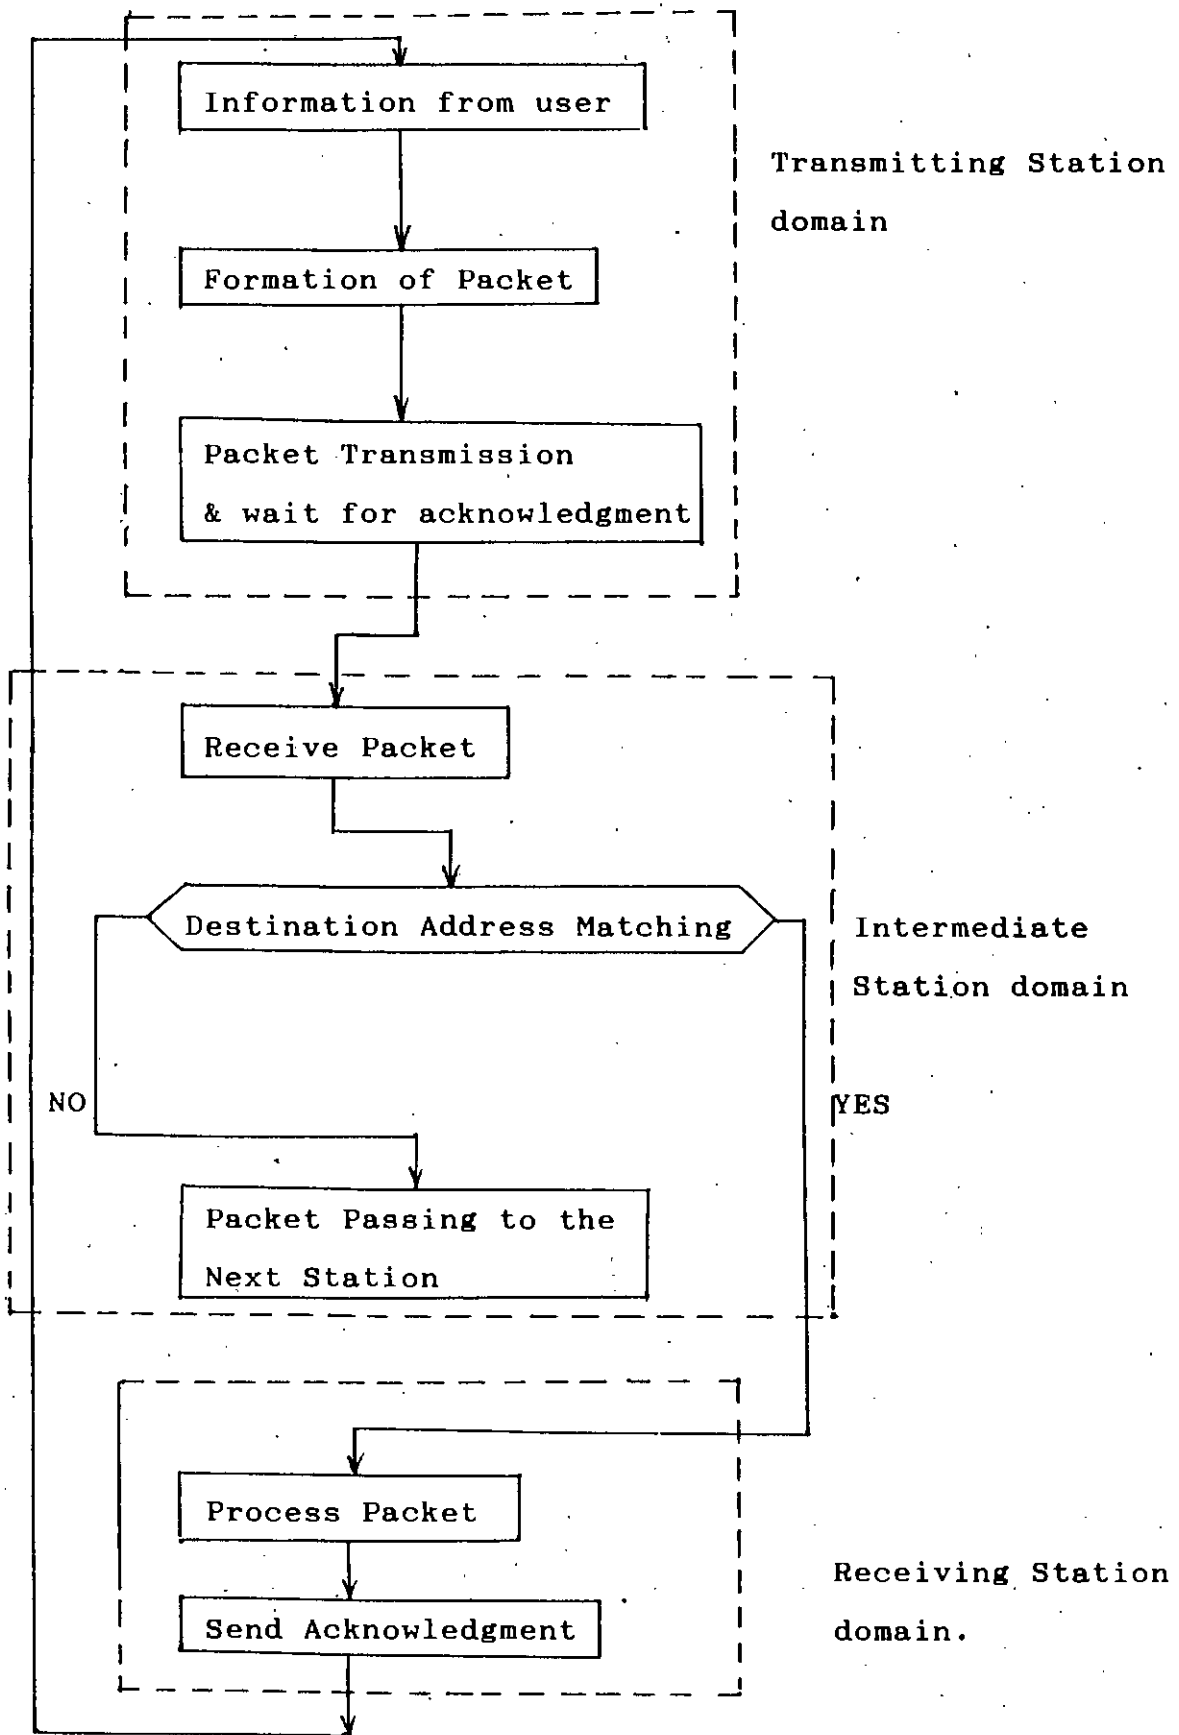 Information from user
Transmitting Station
domain
Formation of Packet
Packet Transmission
& wait for acknowledgment
Receive Packet
Destination Address Matching
Intermediate
Station domain
NO
YES
Packet Passing to the
Next Station
Process Packet
Receiving Station
domain.
Send Acknowledgment